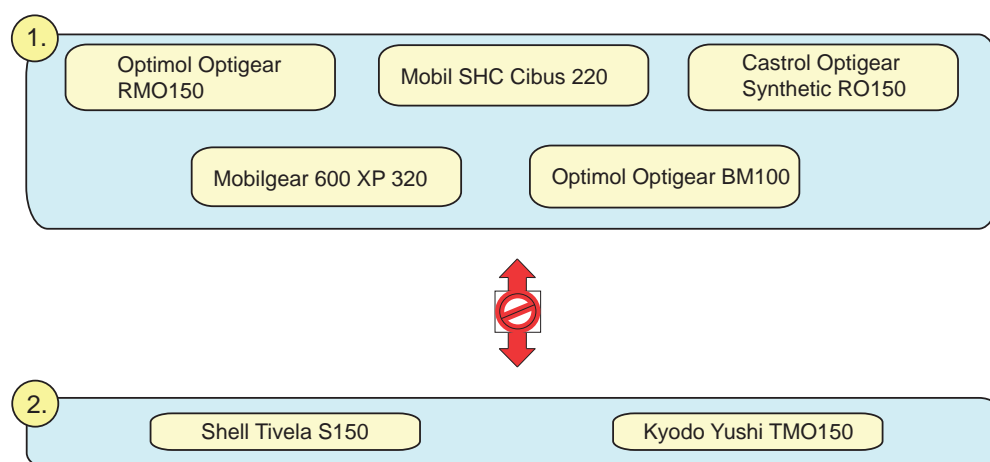 1.
Optimol Optigear
RMO150
Mobil SHC Cibus 220
Castrol Optigear
Synthetic RO150
Mobilgear 600 XP 320
Optimol Optigear BM100
2.
Shell Tivela S150
Kyodo Yushi TMO150